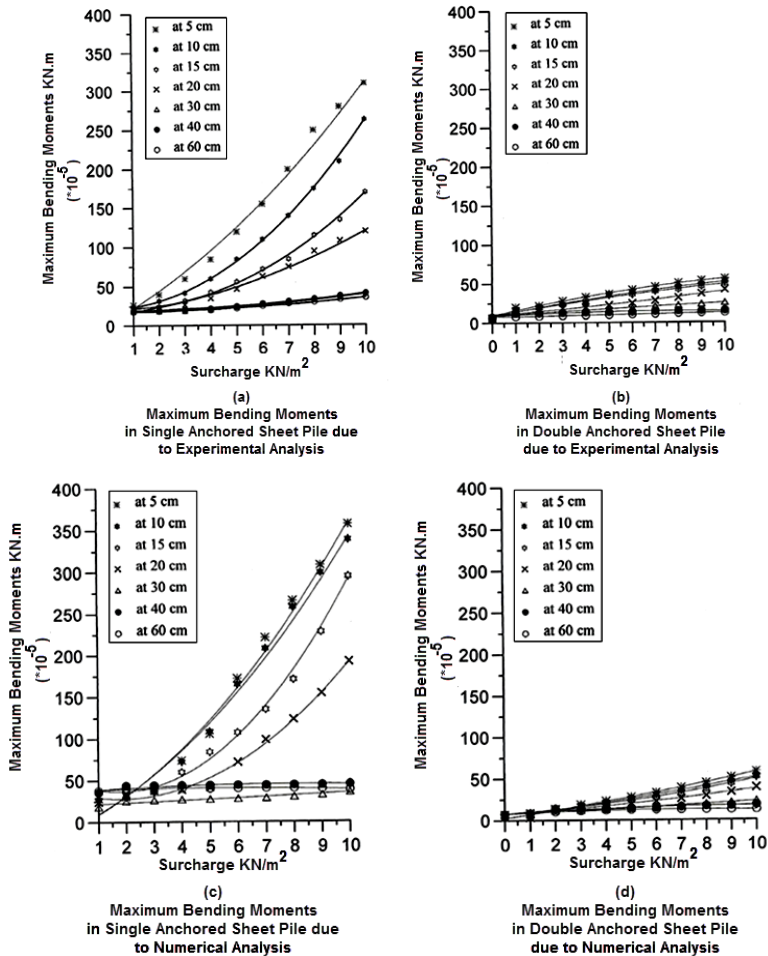 400
350
300
250
200
150
100
50
0
Maximum Bending Moments KN.m
(*10-5)
at 5 cm
at 10 cm
at 15 cm
at 20 cm
at 30 cm
at 40 cm
at 60 cm
1 2 3 4 5 6 7 8 9 10
Surcharge KN/m2
(a)
Maximum Bending Moments
in Single Anchored Sheet Pile due
to Experimental Analysis
400
350
300
250
200
150
100
50
0
Maximum Bending Moments KN.m
(*10-5)
at 5 cm
at 10 cm
at 15 cm
at 20 cm
at 30 cm
at 40 cm
at 60 cm
0 1 2 3 4 5 6 7 8 9 10
Surcharge KN/m2
(b)
Maximum Bending Moments
in Double Anchored Sheet Pile
due to Experimental Analysis
400
350
300
250
200
150
100
50
0
Maximum Bending Moments KN.m
(*10-5)
at 5 cm
at 10 cm
at 15 cm
at 20 cm
at 30 cm
at 40 cm
at 60 cm
1 2 3 4 5 6 7 8 9 10
Surcharge KN/m2
(c)
Maximum Bending Moments
in Single Anchored Sheet Pile due
to Numerical Analysis
400
350
300
250
200
150
100
50
0
Maximum Bending Moments KN.m
(*10-5)
at 5 cm
at 10 cm
at 15 cm
at 20 cm
at 30 cm
at 40 cm
at 60 cm
0 1 2 3 4 5 6 7 8 9 10
Surcharge KN/m2
(d)
Maximum Bending Moments
in Double Anchored Sheet Pile
due to Numerical Analysis